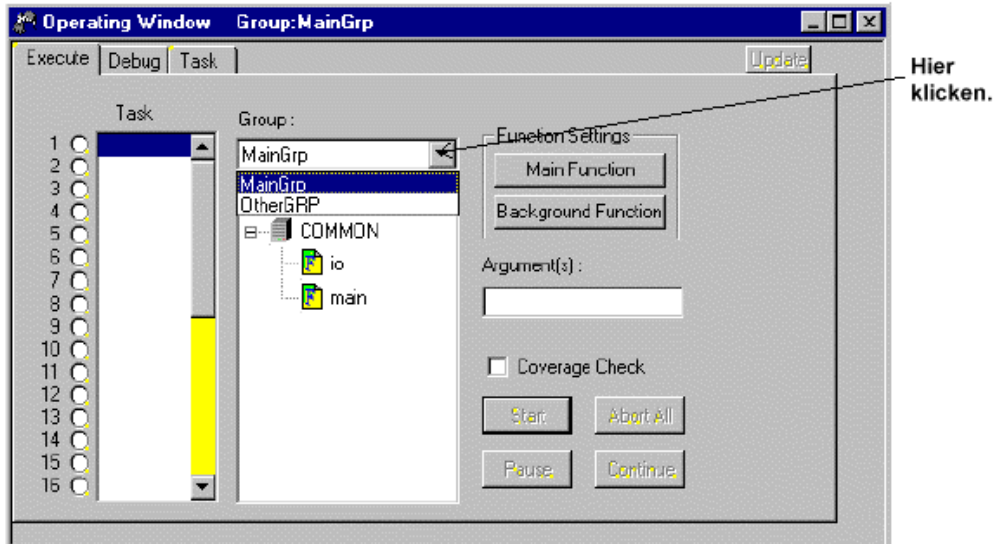 Operating Window Group:MainGrp
Execute Debug Task Update
Hier
klicken.
Task
Group :
1
2
3
4
5
6
7
8
9
10
11
12
13
14
15
16
MainGrp
MainGrp
OtherGRP
COMMON
io
main
Function Settings
Main Function
Background Function
Argument(s) :
Coverage Check
Start Abort All
Pause Continue